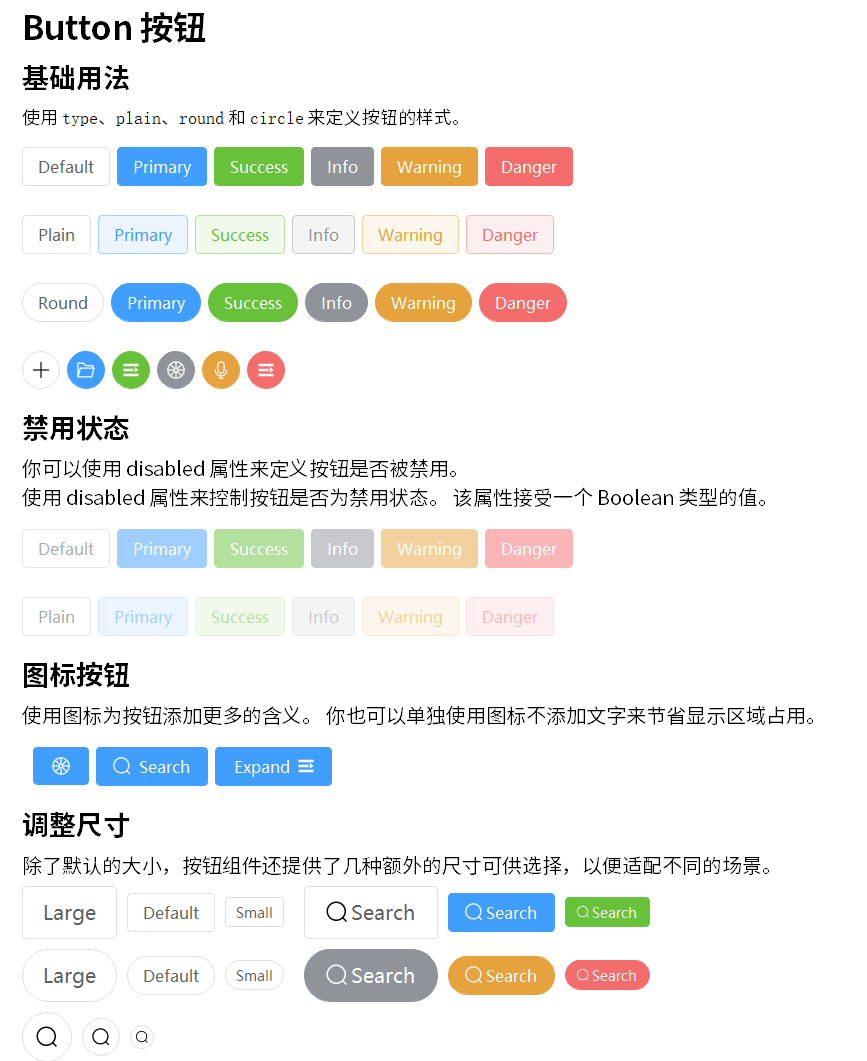 Button 按钮
基础用法
使用 type、plain、round 和 circle 来定义按钮的样式。
Default Primary Success Info Warning Danger
Plain Primary Success Info Warning Danger
Round Primary Success Info Warning Danger
禁用状态
你可以使用 disabled 属性来定义按钮是否被禁用。
使用 disabled 属性来控制按钮是否为禁用状态。 该属性接受一个 Boolean 类型的值。
Default Primary Success Info Warning Danger
Plain Primary Success Info Warning Danger
图标按钮
使用图标为按钮添加更多的含义。 你也可以单独使用图标不添加文字来节省显示区域占用。
Search Expand
调整尺寸
除了默认的大小，按钮组件还提供了几种额外的尺寸可供选择，以便适配不同的场景。
Large Default Small Search Search Search
Large Default Small Search Search Search